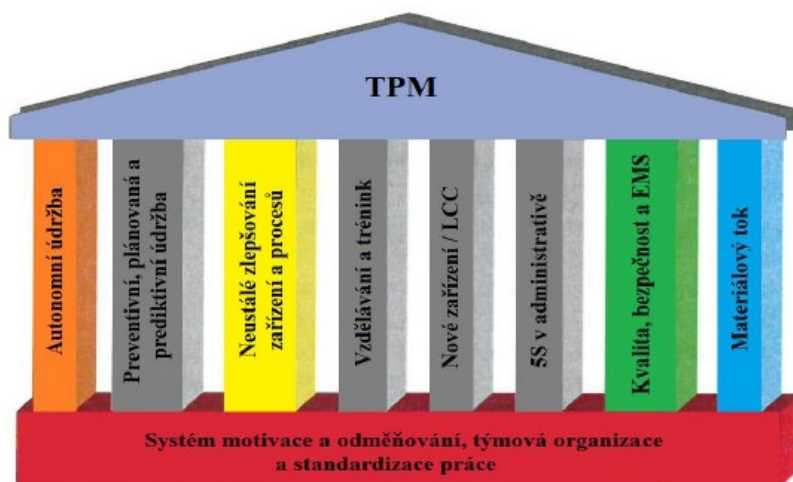 TPM
Autonomní údržba
Preventivní, plánovaná a
prediktivní údržba
Neustálé zlepšování
zařízení a procesů
Vzdělávání a trénink
Nové zařízení / LCC
5S v administrativě
Kvalita, bezpečnost a EMS
Materiálový tok
Systém motivace a odměňování, týmová organizace
a standardizace práce